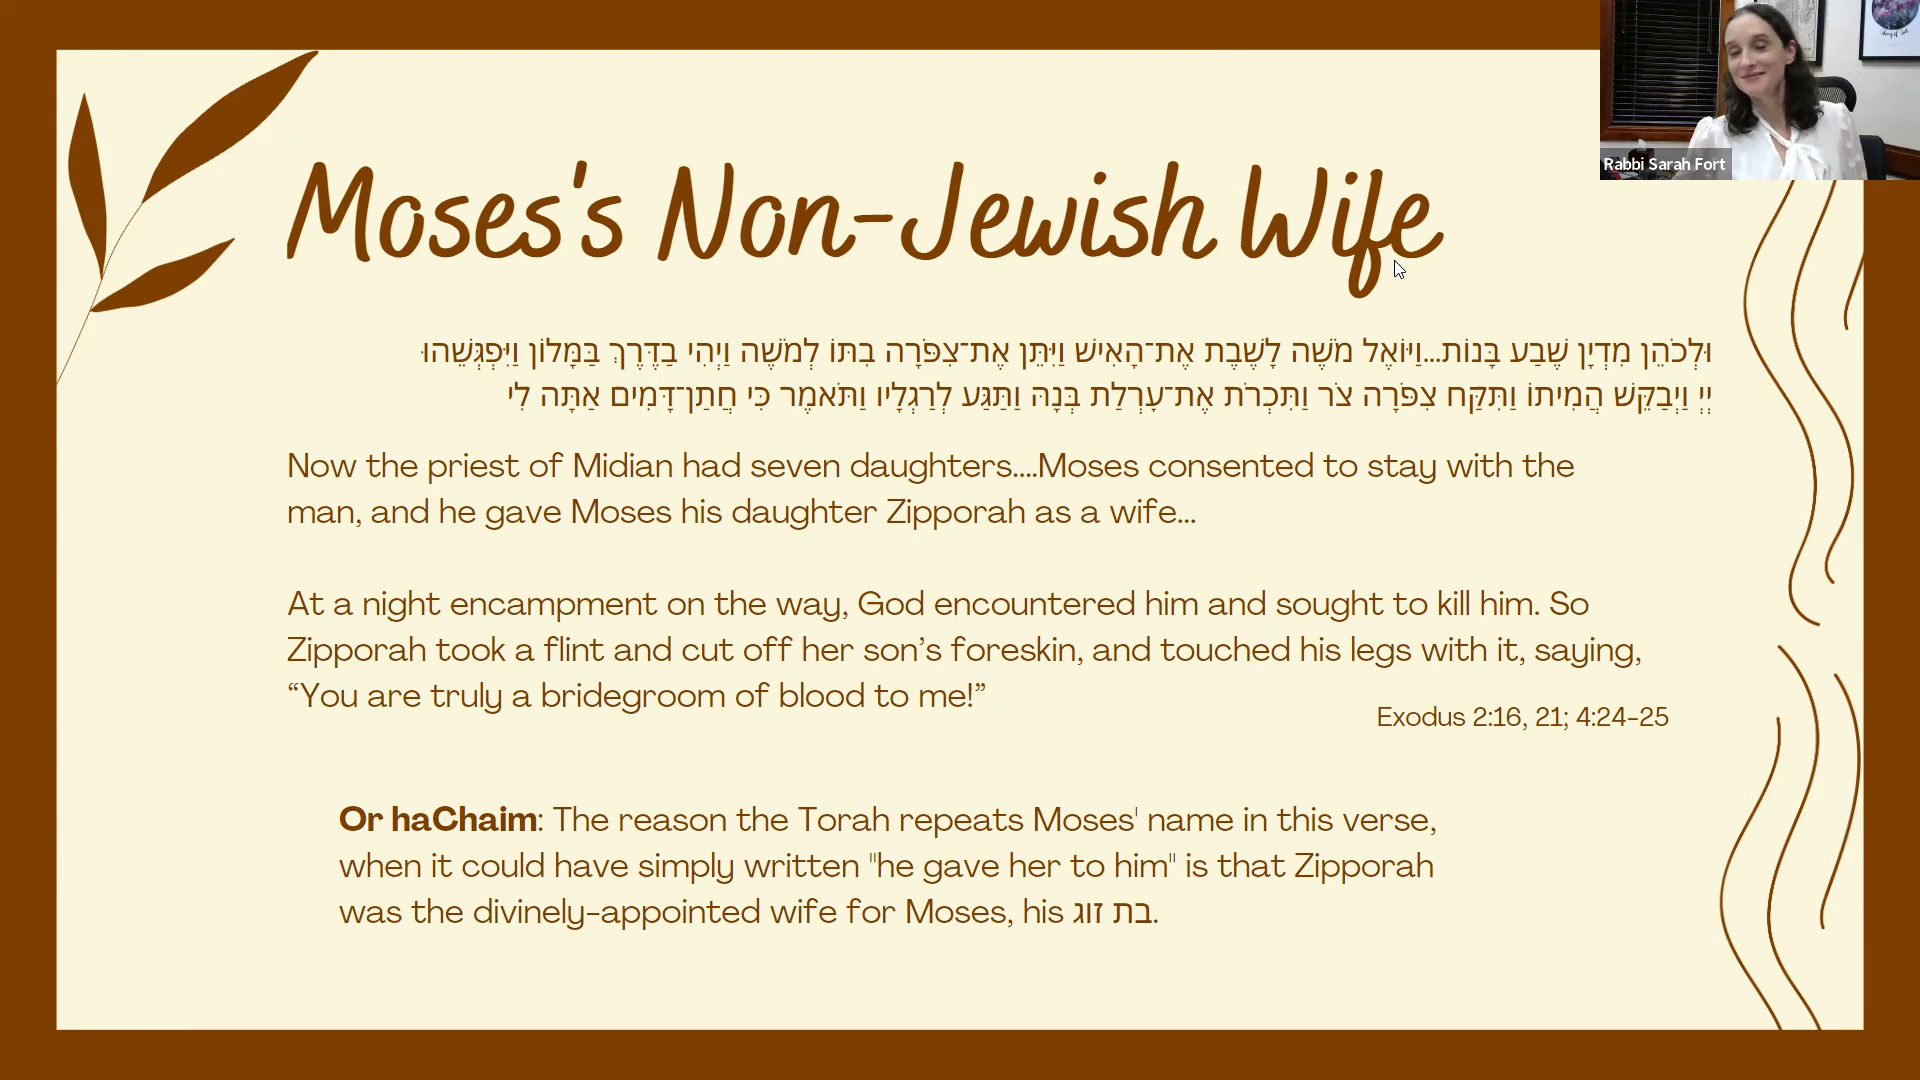 Rabbi Sarah Fort
Moses's Non-Jewish Wife
וּלְכֹהֵן מִדְיָן שֶׁבַע בָּנוֹת...וַיּוֹאֶל מֹשֶׁה לָשֶׁבֶת אֶת־הָאִישׁ וַיִּתֵּן אֶת־צִפֹּרָה בִתּוֹ לְמֹשֶׁה וַיְהִי בַדֶּרֶךְ בַּמָּלוֹן וַיִּפְגְּשֵׁהוּ
יְיְ וַיְבַקֵּשׁ הֲמִיתוֹ וַתִּקַּח צִפֹּרָה צֹר וַתִּכְרֹת אֶת־עָרְלַת בְּנָהּ וַתַּגַּע לְרַגְלָיו וַתֹּאמֶר כִּי חֲתַן־דָּמִים אַתָּה לִי
Now the priest of Midian had seven daughters....Moses consented to stay with the
man, and he gave Moses his daughter Zipporah as a wife...
At a night encampment on the way, God encountered him and sought to kill him. So
Zipporah took a flint and cut off her son’s foreskin, and touched his legs with it, saying,
“You are truly a bridegroom of blood to me!”
Exodus 2:16, 21; 4:24-25
Or haChaim: The reason the Torah repeats Moses' name in this verse,
when it could have simply written "he gave her to him" is that Zipporah
was the divinely-appointed wife for Moses, his בת זוג.